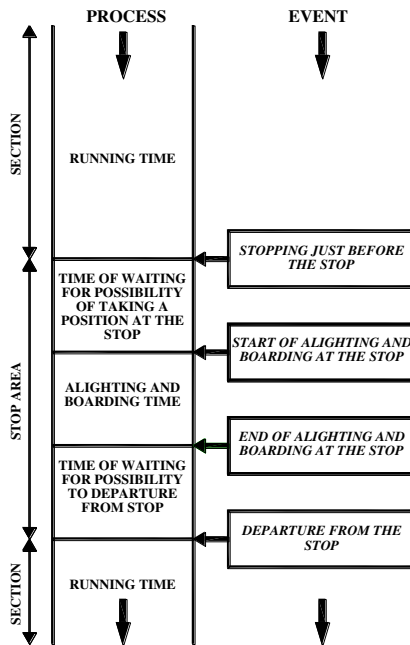 PROCESS
EVENT
SECTION
RUNNING TIME
STOPPING JUST BEFORE
THE STOP
STOP AREA
TIME OF WAITING
FOR POSSIBILITY
OF TAKING A
POSITION AT THE
STOP
START OF ALIGHTING AND
BOARDING AT THE STOP
ALIGHTING AND
BOARDING TIME
END OF ALIGHTING AND
BOARDING AT THE STOP
TIME OF WAITING
FOR POSSIBILITY
TO DEPARTURE
FROM STOP
DEPARTURE FROM THE
STOP
SECTION
RUNNING TIME